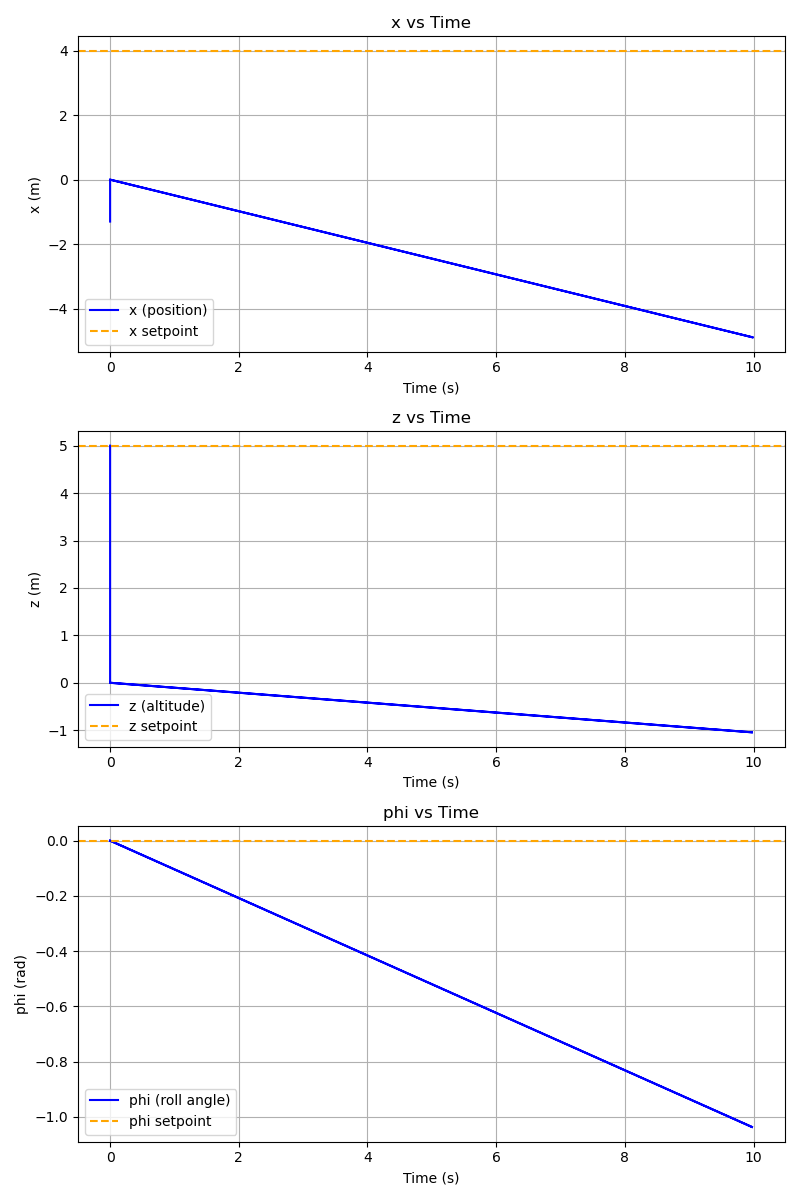 x vs Time
4
2
0
−2
−4
x (m)
x (position)
x setpoint
0 2 4 6 8 10
Time (s)
z vs Time
5
4
3
2
1
0
−1
z (m)
z (altitude)
z setpoint
0 2 4 6 8 10
Time (s)
phi vs Time
0.0
−0.2
−0.4
−0.6
−0.8
−1.0
phi (rad)
phi (roll angle)
phi setpoint
0 2 4 6 8 10
Time (s)